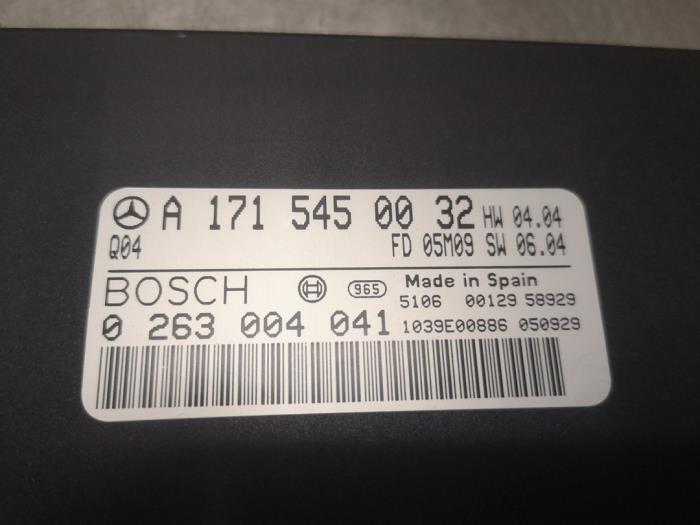 A 171 545 00 32 HW 04.04
Q04 FD 05M09 SW 06.04
BOSCH 965 Made in Spain
5106 00129 58929
0 263 004 041 1039E00886 050929